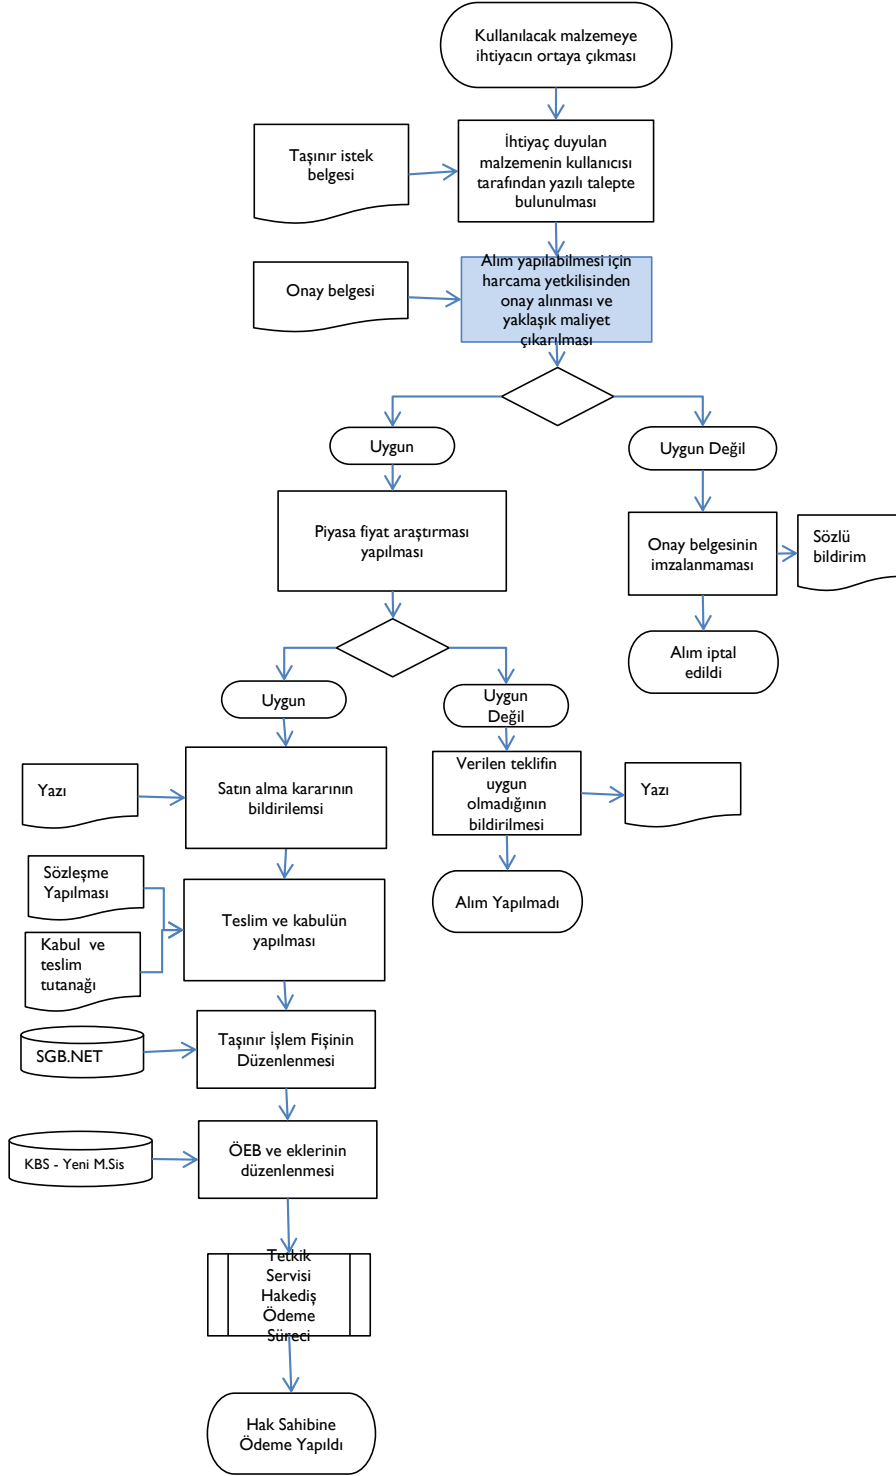 Kullanılacak malzemeye
ihtiyacın ortaya çıkması
Taşınır istek
belgesi
İhtiyaç duyulan
malzemenin kullanıcısı
tarafından yazılı talepte
bulunulması
Onay belgesi
Alım yapılabilmesi için
harcama yetkilisinden
onay alınması ve
yaklaşık maliyet
çıkarılması
Uygun
Uygun Değil
Piyasa fiyat araştırması
yapılması
Onay belgesinin
imzalanmaması
Sözlü
bildirim
Alım iptal
edildi
Uygun
Uygun
Değil
Yazı
Satın alma kararının
bildirilemsi
Verilen teklifin
uygun
olmadığının
bildirilmesi
Yazı
Sözleşme
Yapılması
Kabul  ve
teslim
tutanağı
Teslim ve kabulün
yapılması
Alım Yapılmadı
SGB.NET
Taşınır İşlem Fişinin
Düzenlenmesi
KBS - Yeni M.Sis
ÖEB ve eklerinin
düzenlenmesi
Tetkik
Servisi
Hakediş
Ödeme
Süreci
Hak Sahibine
Ödeme Yapıldı